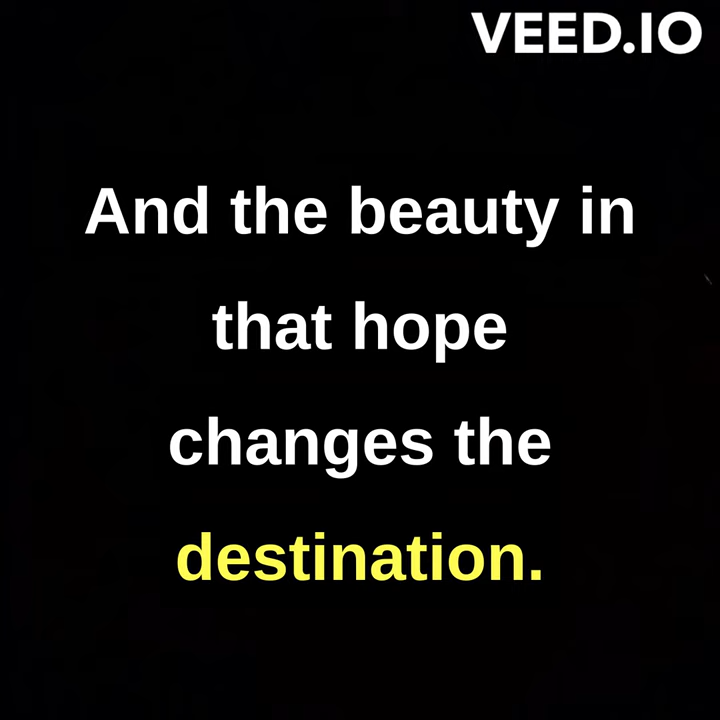 VEED.IO
And the beauty in
that hope
changes the
destination.